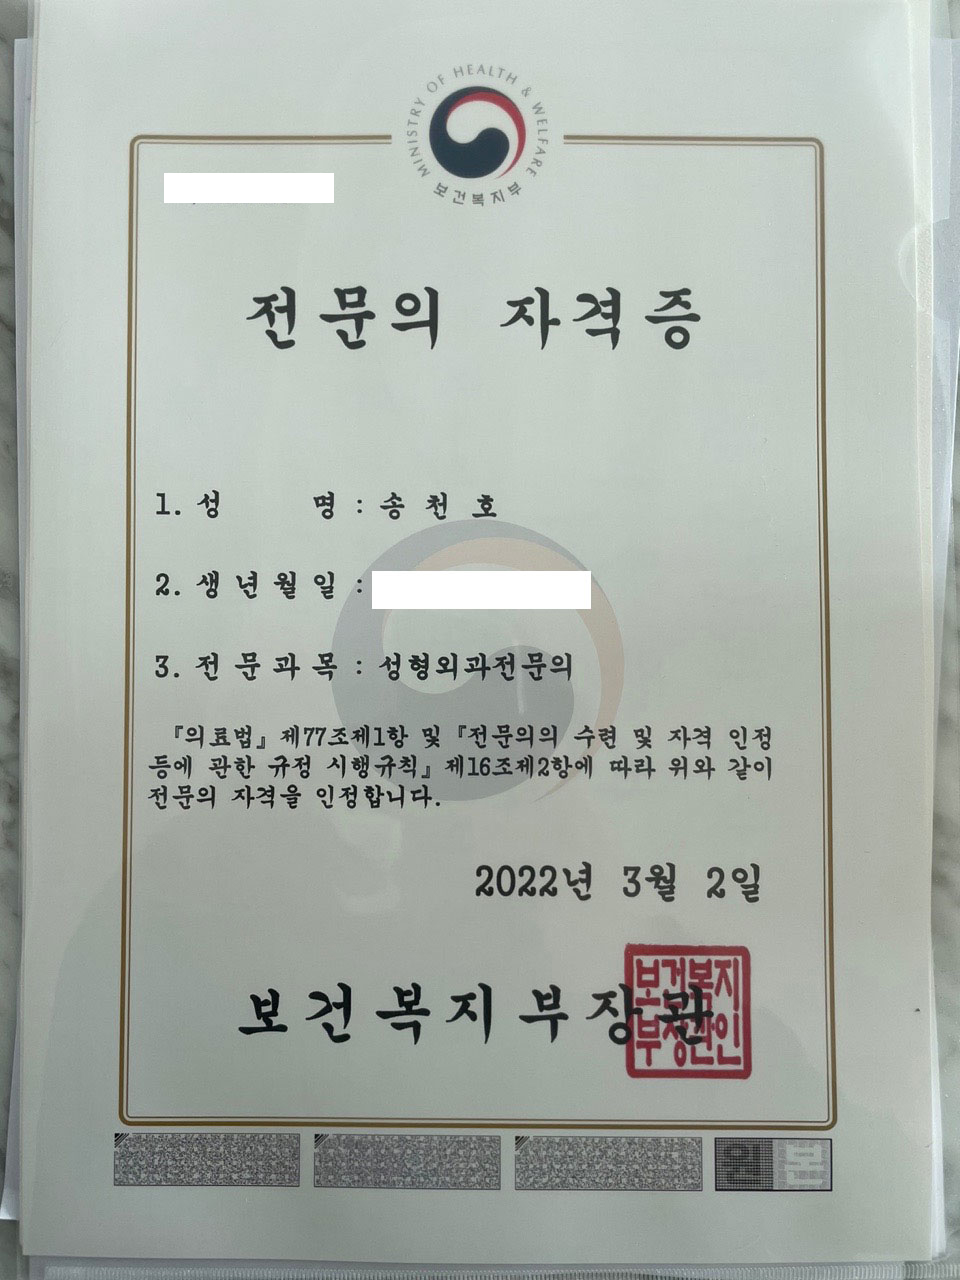 MINISTRY OF HEALTH & WELFARE
보건복지부
전문의 자격증
1. 성 명 : 송천호
2. 생년월일 :
3. 전문과목 : 성형외과전문의
『의료법』 제77조제1항 및 『전문의의 수련 및 자격 인정
등에 관한 규정 시행규칙』 제16조제2항에 따라 위와 같이
전문의 자격을 인정합니다.
2022년 3월 2일
보건복지부장관
보건복지
부장관인
원본